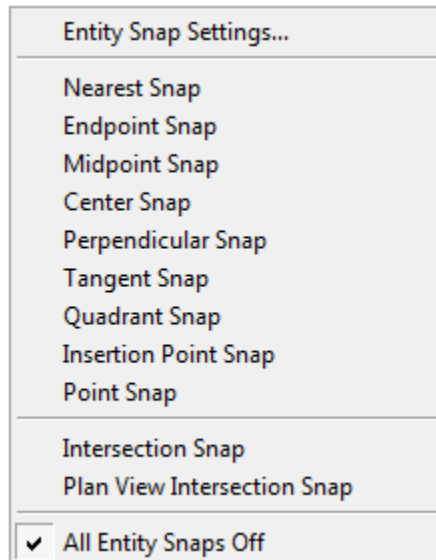 Entity Snap Settings...
Nearest Snap
Endpoint Snap
Midpoint Snap
Center Snap
Perpendicular Snap
Tangent Snap
Quadrant Snap
Insertion Point Snap
Point Snap
Intersection Snap
Plan View Intersection Snap
All Entity Snaps Off